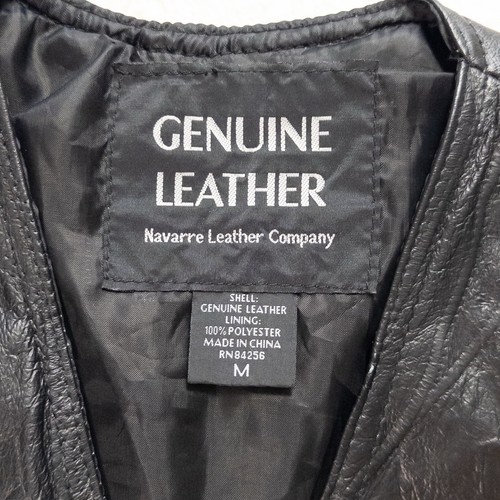 GENUINE
LEATHER
Navarre Leather Company
SHELL:
GENUINE LEATHER
LINING:
100% POLYESTER
MADE IN CHINA
RN84256
M